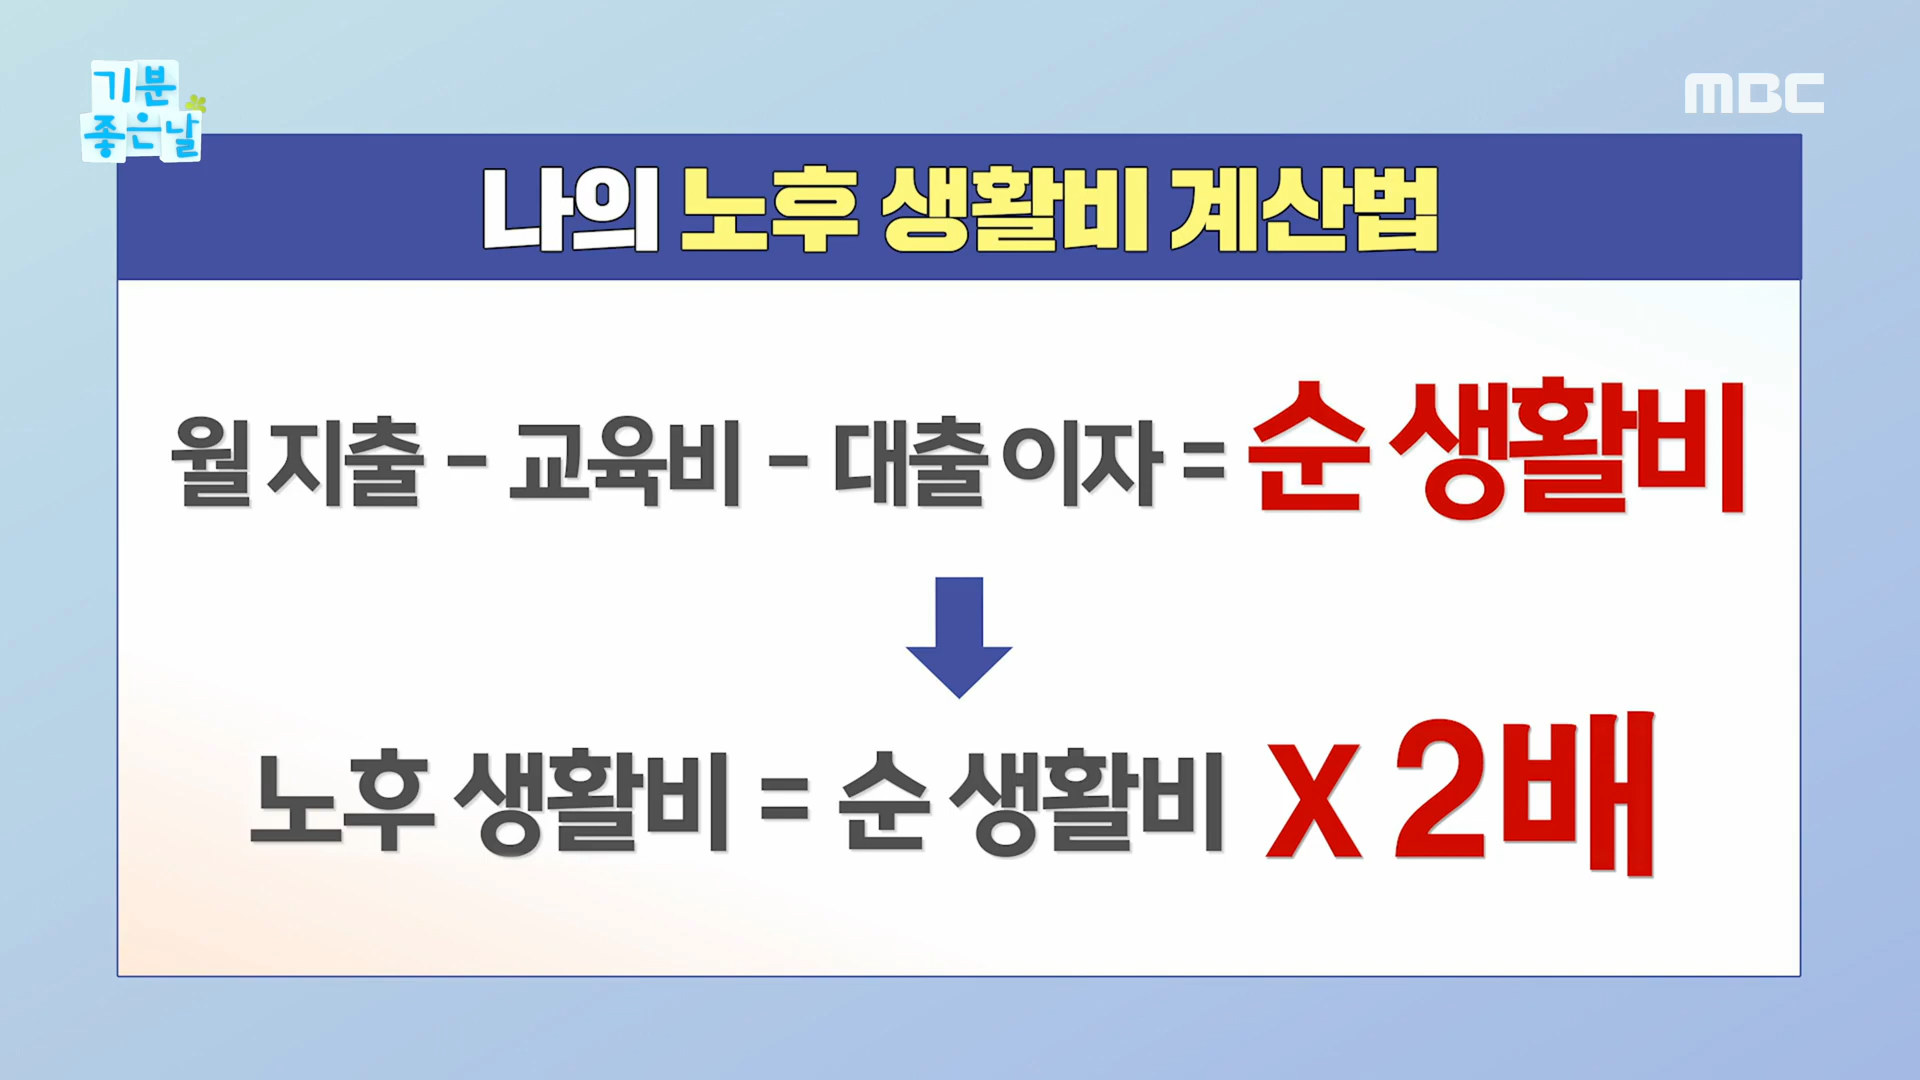 기분
좋은날
MBC
나의 노후 생활비 계산법
월 지출 - 교육비 - 대출 이자 = 순 생활비
노후 생활비 = 순 생활비 X 2배